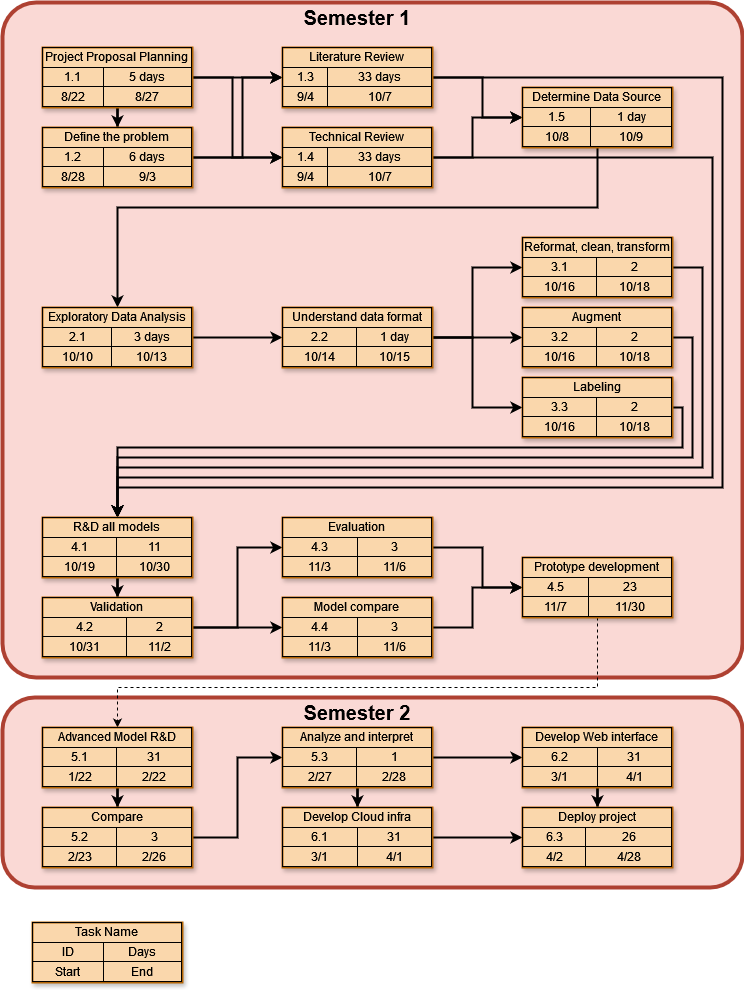 Semester 1
Project Proposal Planning
1.1 5 days
8/22 8/27
Literature Review
1.3 33 days
9/4 10/7
Determine Data Source
1.5 1 day
10/8 10/9
Define the problem
1.2 6 days
8/28 9/3
Technical Review
1.4 33 days
9/4 10/7
Reformat, clean, transform
3.1 2
10/16 10/18
Exploratory Data Analysis
2.1 3 days
10/10 10/13
Understand data format
2.2 1 day
10/14 10/15
Augment
3.2 2
10/16 10/18
Labeling
3.3 2
10/16 10/18
R&D all models
4.1 11
10/19 10/30
Evaluation
4.3 3
11/3 11/6
Prototype development
4.5 23
11/7 11/30
Validation
4.2 2
10/31 11/2
Model compare
4.4 3
11/3 11/6
Semester 2
Advanced Model R&D
5.1 31
1/22 2/22
Analyze and interpret
5.3 1
2/27 2/28
Develop Web interface
6.2 31
3/1 4/1
Compare
5.2 3
2/23 2/26
Develop Cloud infra
6.1 31
3/1 4/1
Deploy project
6.3 26
4/2 4/28
Task Name
ID Days
Start End